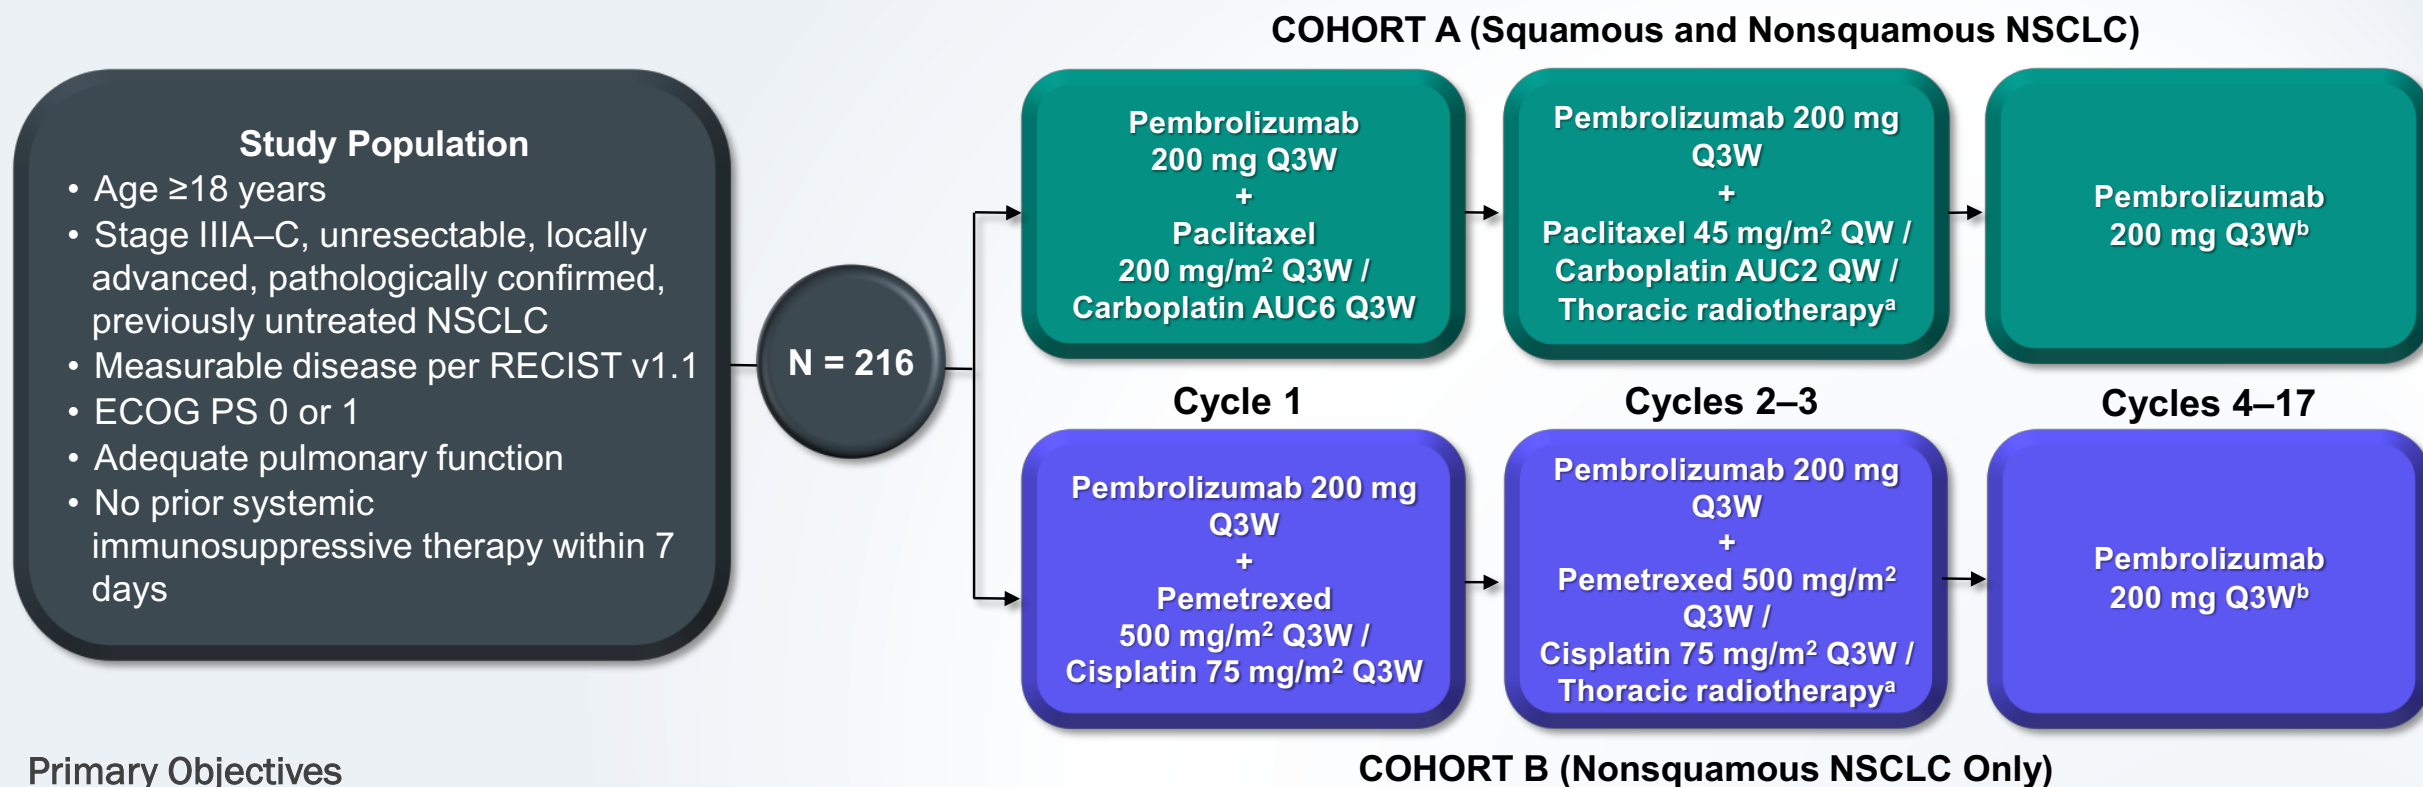 COHORT A (Squamous and Nonsquamous NSCLC)
Study Population
• Age ≥18 years
• Stage IIIA–C, unresectable, locally
advanced, pathologically confirmed,
previously untreated NSCLC
• Measurable disease per RECIST v1.1
• ECOG PS 0 or 1
• Adequate pulmonary function
• No prior systemic
immunosuppressive therapy within 7
days
N = 216
Pembrolizumab
200 mg Q3W
+
Paclitaxel
200 mg/m² Q3W /
Carboplatin AUC6 Q3W
Pembrolizumab 200 mg
Q3W
+
Paclitaxel 45 mg/m² QW /
Carboplatin AUC2 QW /
Thoracic radiotherapyᵃ
Pembrolizumab
200 mg Q3Wᵇ
Cycle 1
Cycles 2–3
Cycles 4–17
Pembrolizumab 200 mg
Q3W
+
Pemetrexed
500 mg/m² Q3W /
Cisplatin 75 mg/m² Q3W
Pembrolizumab 200 mg
Q3W
+
Pemetrexed 500 mg/m²
Q3W /
Cisplatin 75 mg/m² Q3W /
Thoracic radiotherapyᵃ
Pembrolizumab
200 mg Q3Wᵇ
COHORT B (Nonsquamous NSCLC Only)
Primary Objectives